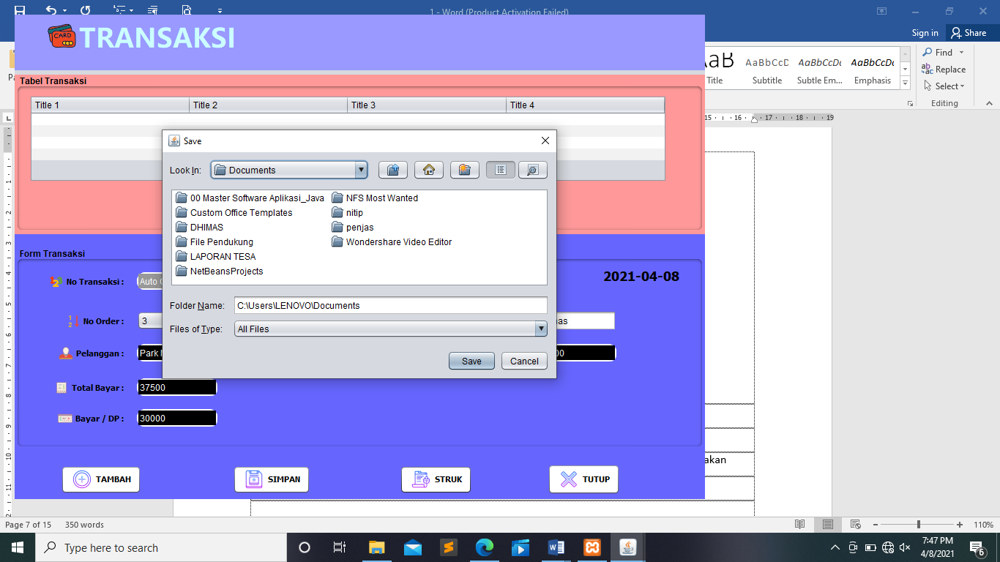 1 - Word (Product Activation Failed)
Sign in
Share
CARD
TRANSAKSI
AaBbCcD
AaBbCcDc
AaBbCcDc
Title
Subtitle
Subtle Em...
Emphasis
Find
Replace
Select
Editing
Tabel Transaksi
Title 1
Title 2
Title 3
Title 4
15
16
17
18
19
Save
Look In:
Documents
00 Master Software Aplikasi_Java
Custom Office Templates
DHIMAS
File Pendukung
LAPORAN TESA
NetBeansProjects
NFS Most Wanted
nitip
penjas
Wondershare Video Editor
Folder Name:
C:\Users\LENOVO\Documents
Files of Type:
All Files
Save
Cancel
Form Transaksi
2021-04-08
No Transaksi :
Auto
No Order :
3
Pelanggan :
Park
Total Bayar :
37500
Bayar / DP :
30000
TAMBAH
SIMPAN
STRUK
TUTUP
akan
Page 7 of 15
350 words
110%
Type here to search
7:47 PM
4/8/2021
6